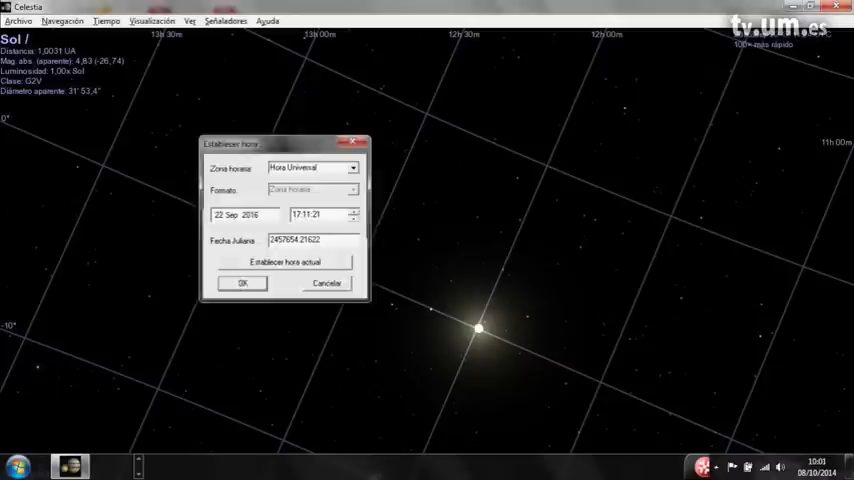 Celestia
Archivo Navegación Tiempo Visualización Ver Señaladores Ayuda
tv.um.es
Sol /
Distancia: 1,0031 UA
Mag. abs (aparente): 4,83 (-26,74)
Luminosidad: 1,00x Sol
Clase: G2V
Diámetro aparente: 31' 53,4"
100× más rápido
13h 30m
13h 00m
12h 30m
12h 00m
11h 00m
0°
-10°
Establecer hora
Zona horaria: Hora Universal
Formato: Zona horaria
22 Sep 2016 17:11:21
Fecha Juliana 2457654.21622
Establecer hora actual
OK Cancelar
10:01
08/10/2014